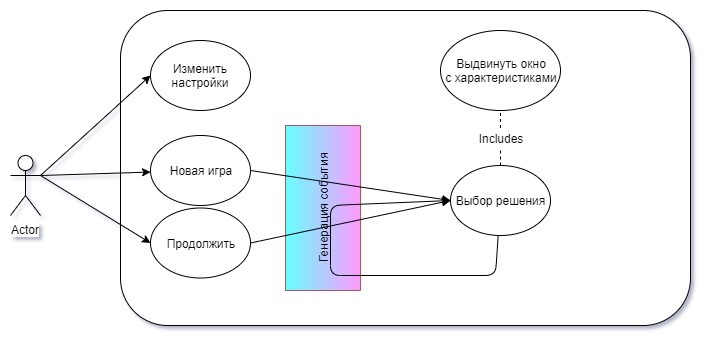 Изменить
настройки
Выдвинуть окно
с характеристиками
Includes
Новая игра
Генерация события
Выбор решения
Actor
Продолжить